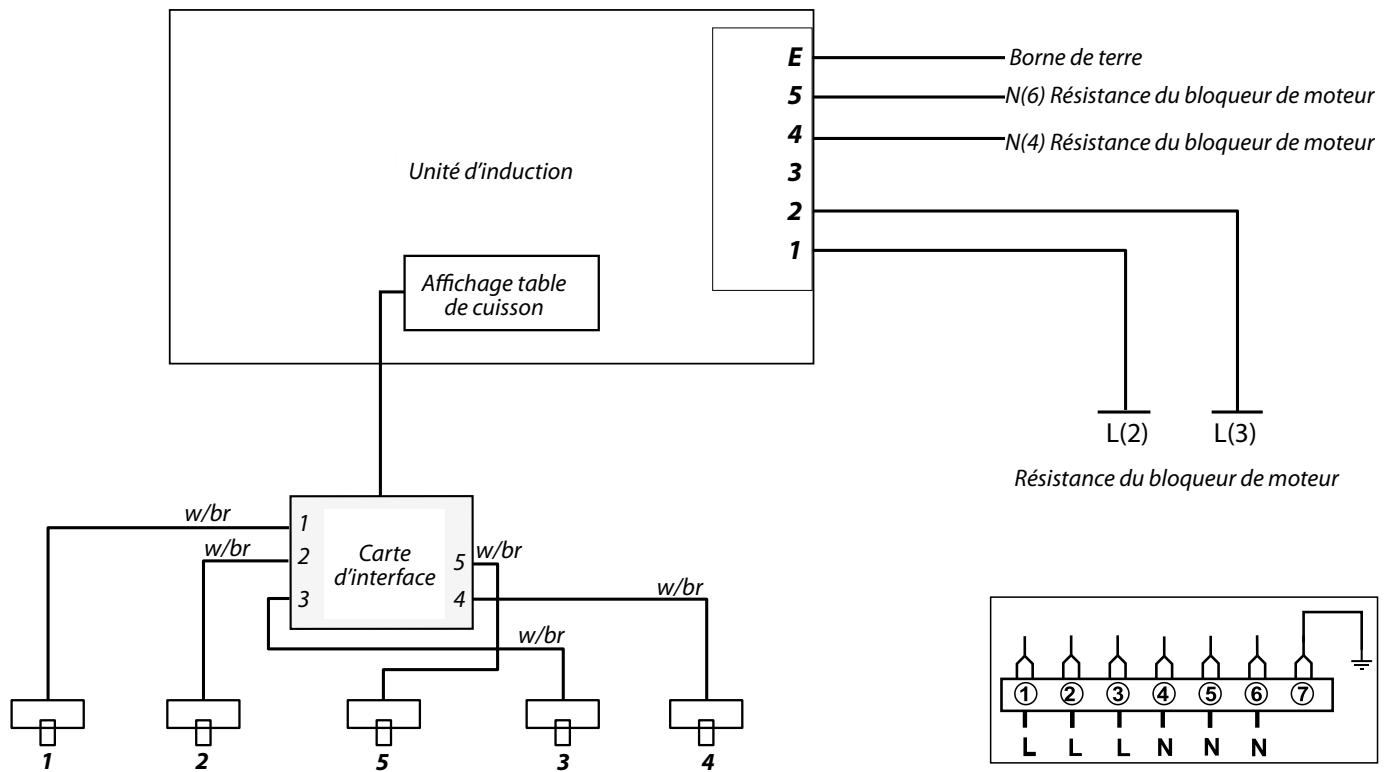 E
Borne de terre
5
N(6) Résistance du bloqueur de moteur
4
N(4) Résistance du bloqueur de moteur
3
2
1
Unité d'induction
Affichage table
de cuisson
L(2)
L(3)
Résistance du bloqueur de moteur
w/br
1
w/br
2
3
Carte
d'interface
5
w/br
4
w/br
w/br
1
2
5
3
4
1 2 3 4 5 6 7
L L L N N N